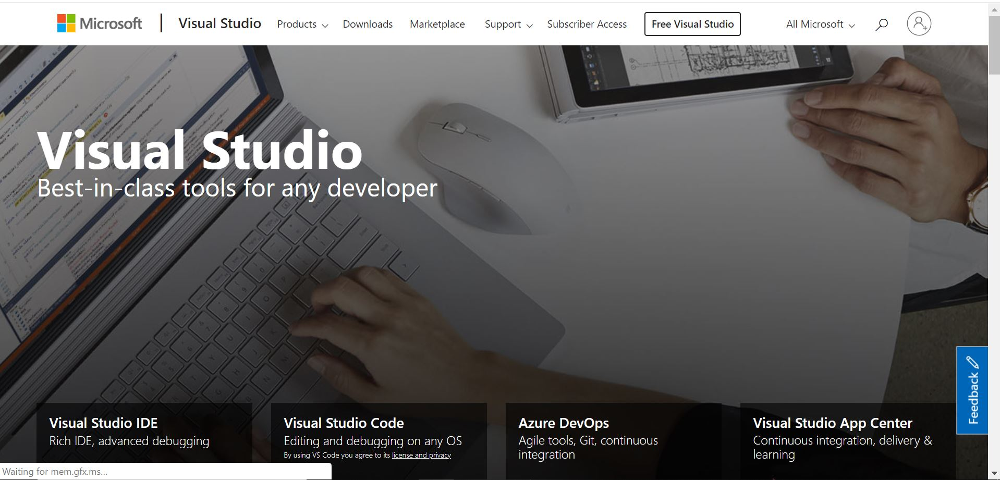 Microsoft
Visual Studio
Products
Downloads
Marketplace
Support
Subscriber Access
Free Visual Studio
All Microsoft
Visual Studio
Best-in-class tools for any developer
Feedback
Visual Studio IDE
Rich IDE, advanced debugging
Visual Studio Code
Editing and debugging on any OS
By using VS Code you agree to its license and privacy
Azure DevOps
Agile tools, Git, continuous
integration
Visual Studio App Center
Continuous integration, delivery &
learning
Waiting for mem.gfx.ms...